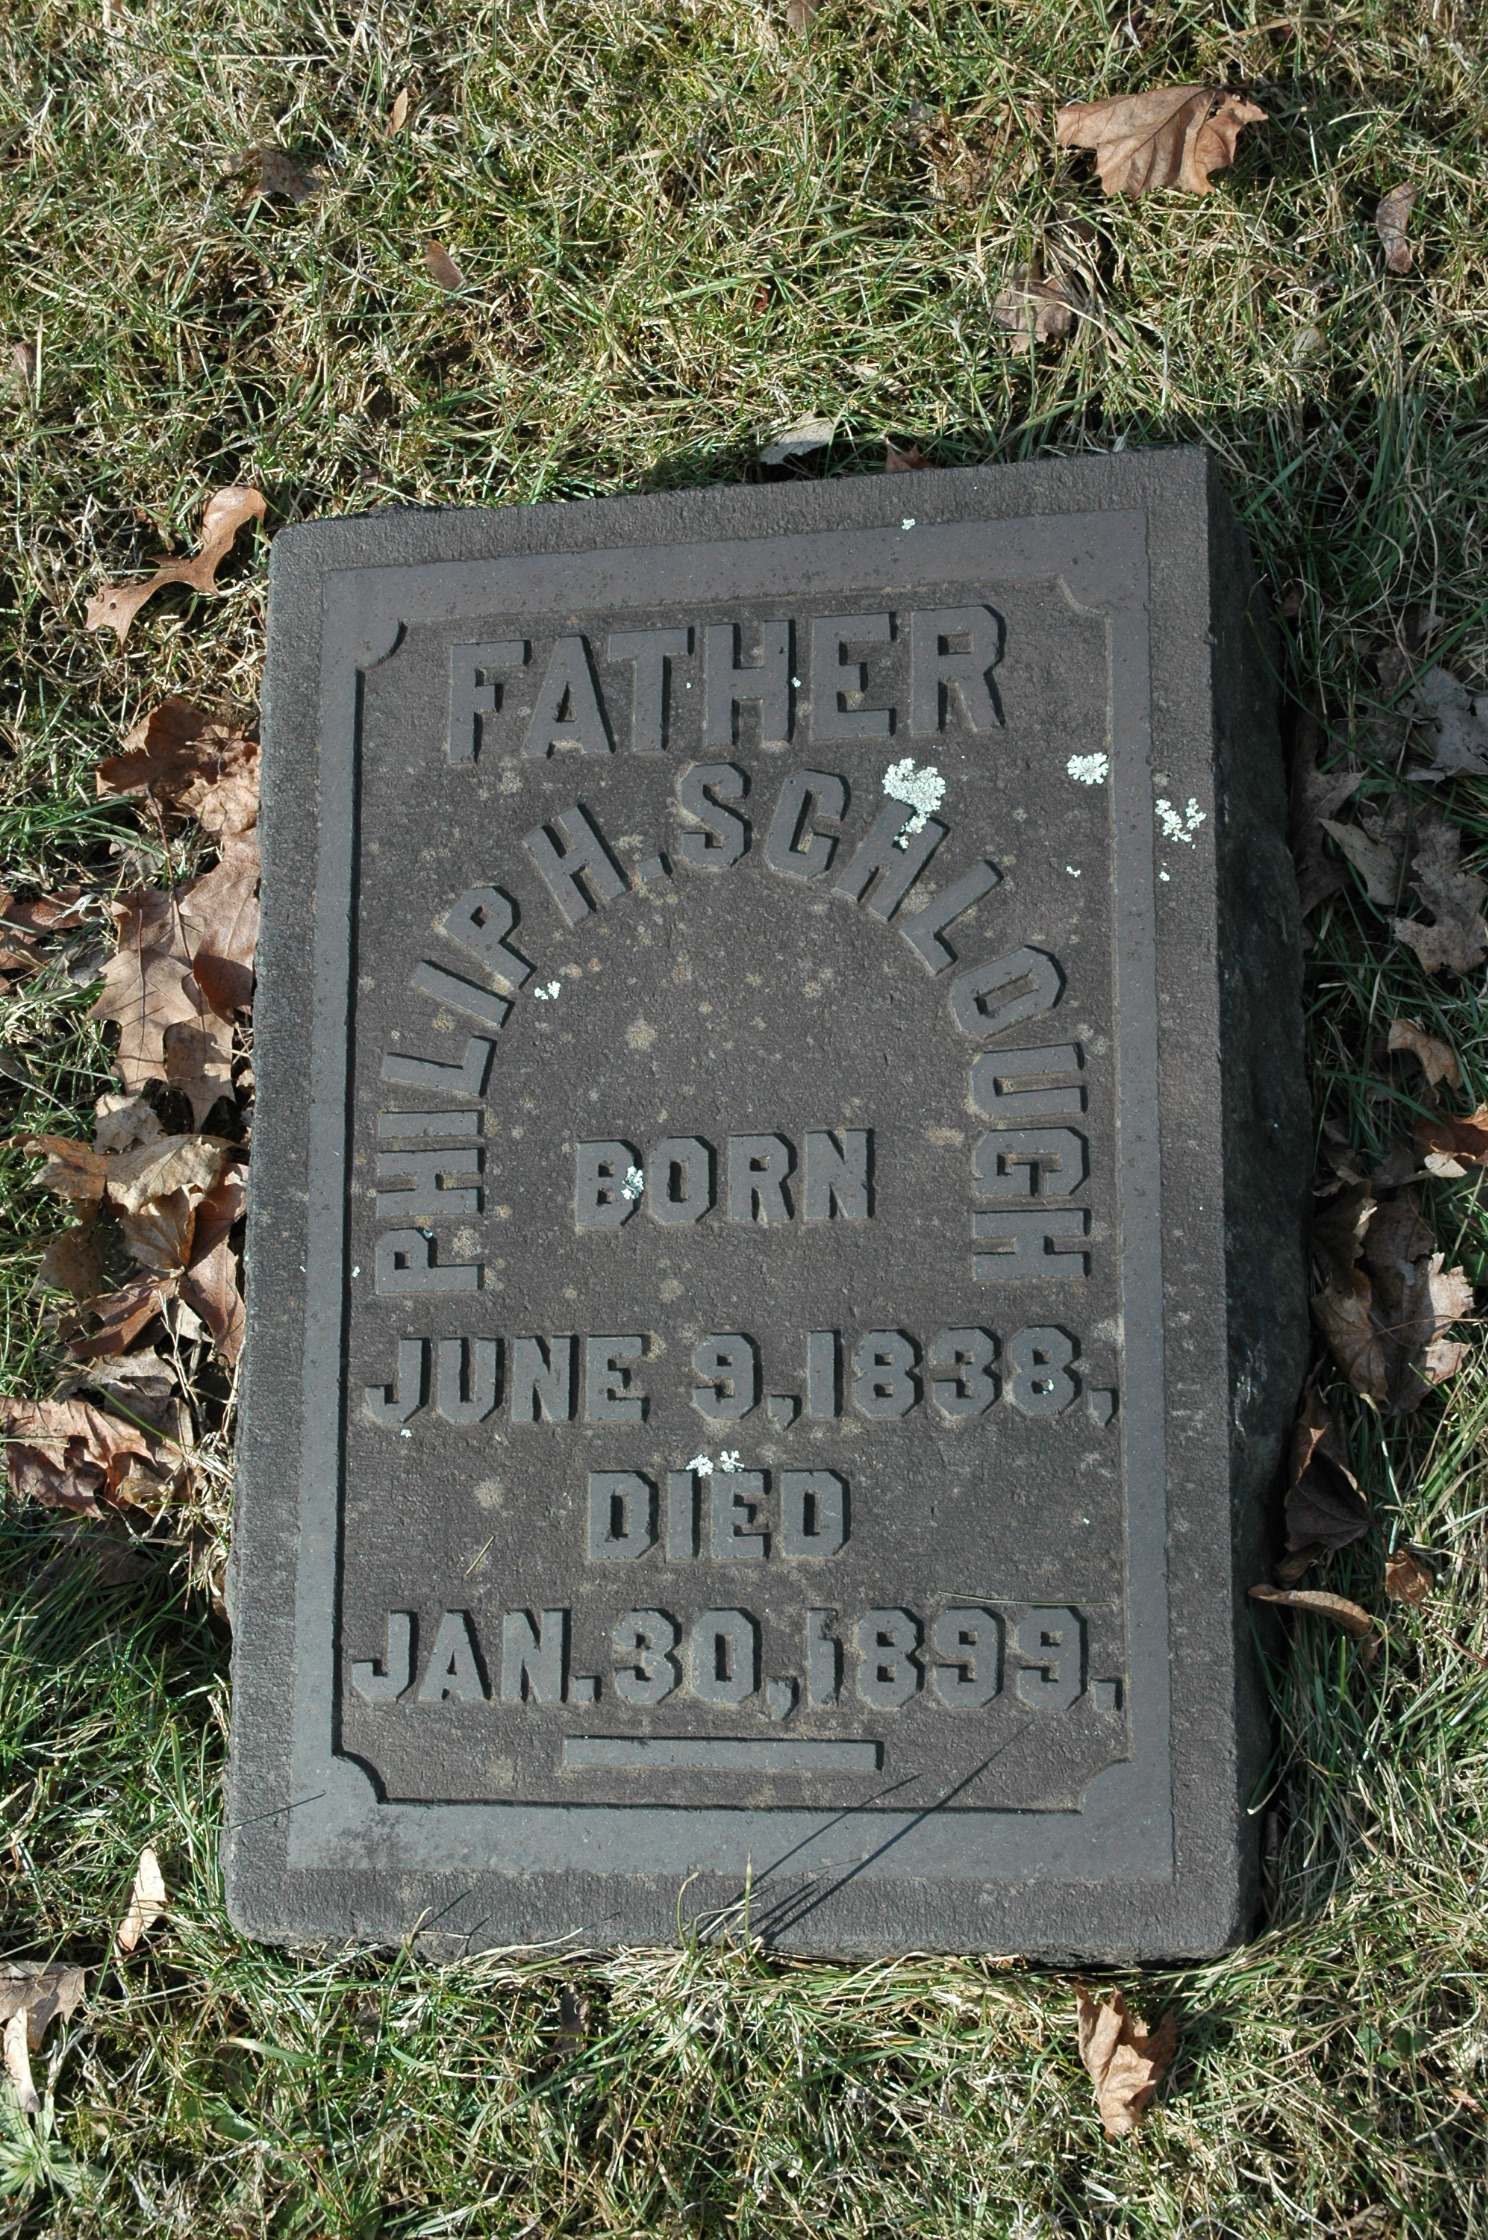 FATHER
PHILIP H. SCHLOUGH
BORN
JUNE 9, 1838,
DIED
JAN. 30, 1899.